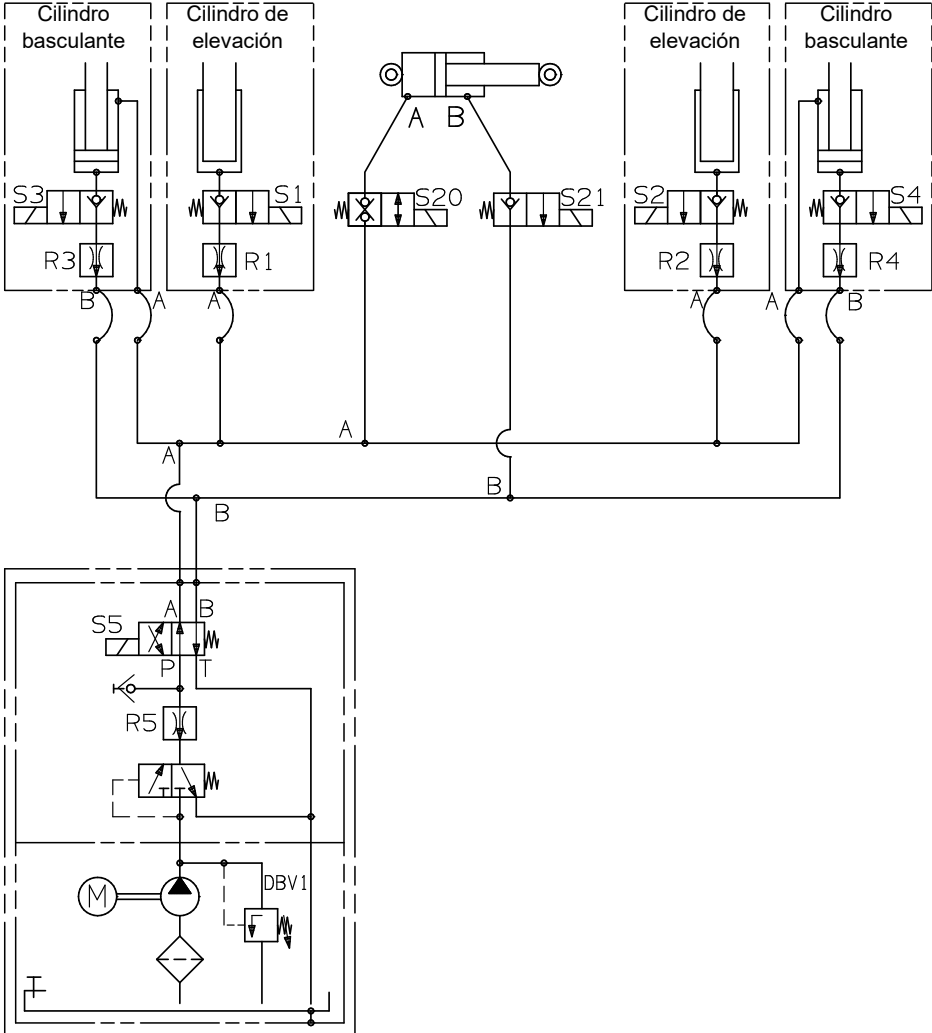 Cilindro
basculante
Cilindro de
elevación
Cilindro de
elevación
Cilindro
basculante
A B
S3
S1
S20
S21
S2
S4
R3
R1
R2
R4
B
A
A
A
A
B
A
A
B
B
A B
S5
P T
R5
DBV1
M